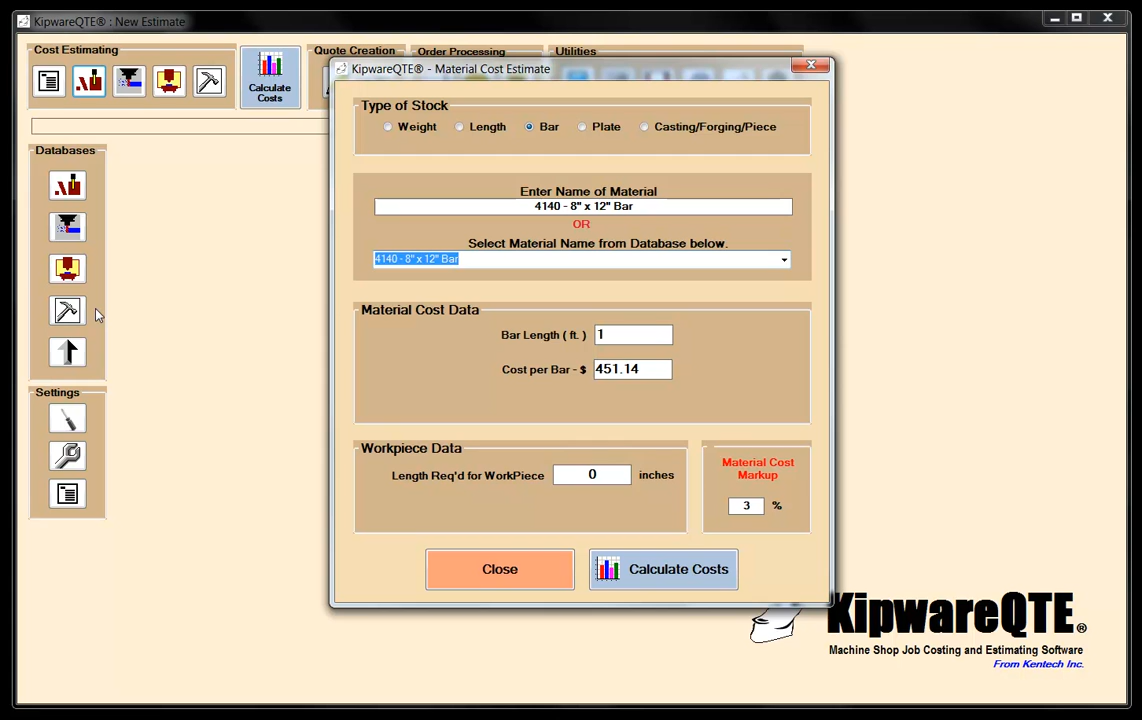 KipwareQTE® : New Estimate
Cost Estimating
Quote Creation
Order Processing
Utilities
Calculate
Costs
Databases
Settings
KipwareQTE® - Material Cost Estimate
Type of Stock
Weight
Length
Bar
Plate
Casting/Forging/Piece
Enter Name of Material
4140 - 8" x 12" Bar
OR
Select Material Name from Database below.
4140 - 8" x 12" Bar
Material Cost Data
Bar Length ( ft. )
1
Cost per Bar - $
451.14
Workpiece Data
Length Req'd for WorkPiece
0
inches
Material Cost
Markup
3
%
Close
Calculate Costs
KipwareQTE®
Machine Shop Job Costing and Estimating Software
From Kentech Inc.